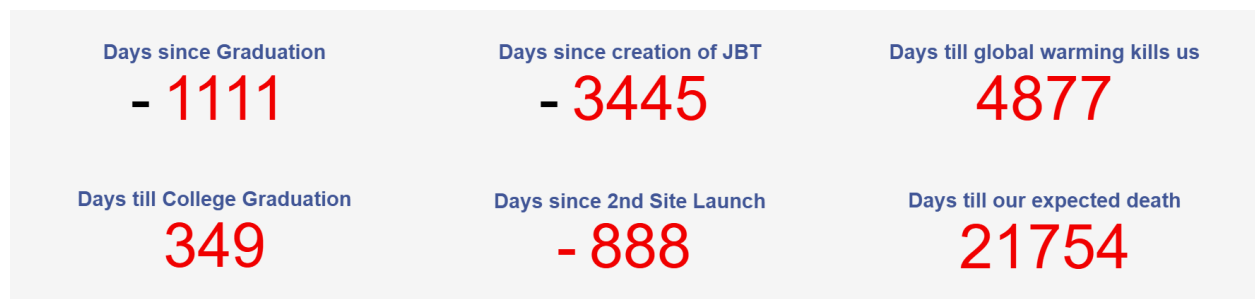 Days since Graduation
- 1111
Days since creation of JBT
- 3445
Days till global warming kills us
4877
Days till College Graduation
349
Days since 2nd Site Launch
- 888
Days till our expected death
21754